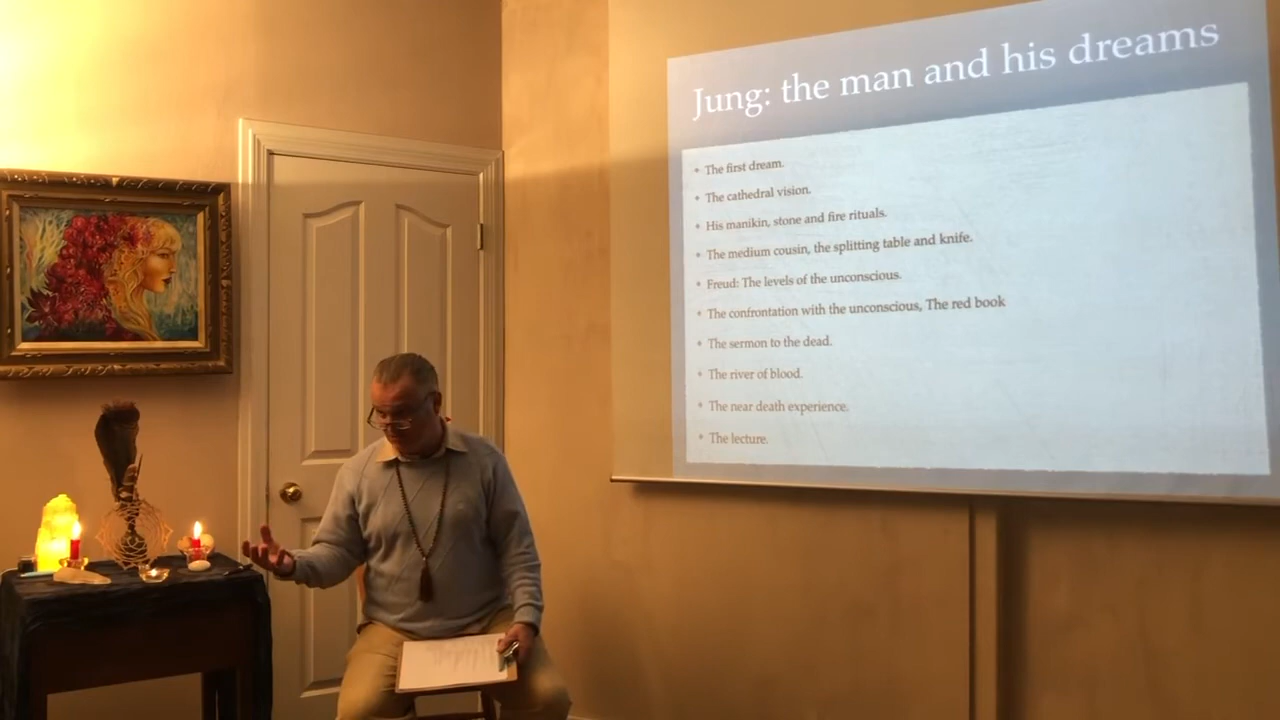 Jung: the man and his dreams
• The first dream.
• The cathedral vision.
• His manikin, stone and fire rituals.
• The medium cousin, the splitting table and knife.
• Freud: The levels of the unconscious.
• The confrontation with the unconscious, The red book
• The sermon to the dead.
• The river of blood.
• The near death experience.
• The lecture.